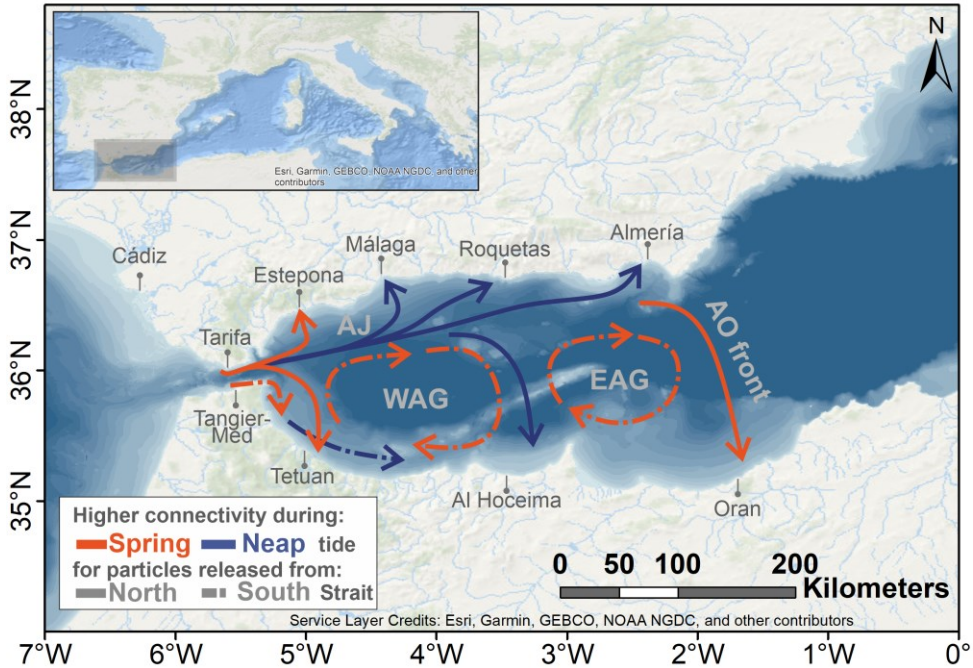 N
Esri, Garmin, GEBCO, NOAA NGDC, and other
contributors
38°N
37°N
36°N
35°N
Cádiz
Estepona
Málaga
Roquetas
Almería
Tarifa
AJ
AO front
WAG
EAG
Tangier-
Med
Tetuan
Al Hoceima
Oran
Higher connectivity during:
Spring Neap tide
for particles released from:
North South Strait
0 50 100 200
Kilometers
Service Layer Credits: Esri, Garmin, GEBCO, NOAA NGDC, and other contributors
7°W 6°W 5°W 4°W 3°W 2°W 1°W 0°